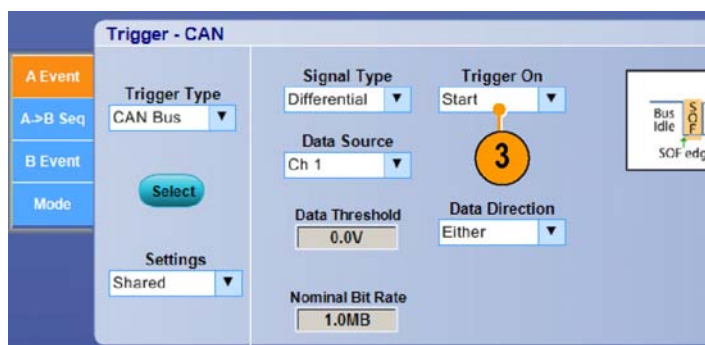 Trigger - CAN
A Event
A->B Seq
B Event
Mode
Trigger Type
CAN Bus
Select
Settings
Shared
Signal Type
Differential
Data Source
Ch 1
Data Threshold
0.0V
Nominal Bit Rate
1.0MB
Trigger On
Start
3
Data Direction
Either
Bus
Idle
SOF
SOF edg